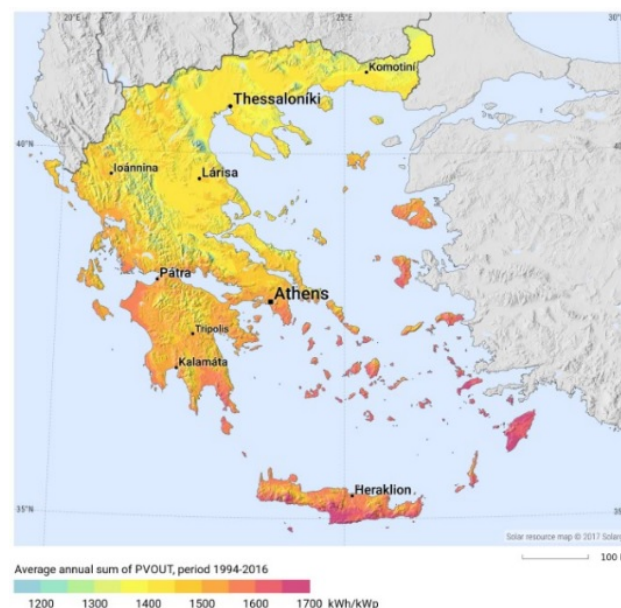 20°E 25°E 30°E
Komotiní
Thessaloníki
40°N
Ioánnina
Lárisa
Pátra
Athens
Tripolis
Kalamáta
Heraklion
35°N
Solar resource map © 2017 Solar
100
Average annual sum of PVOUT, period 1994-2016
1200 1300 1400 1500 1600 1700 kWh/kWp